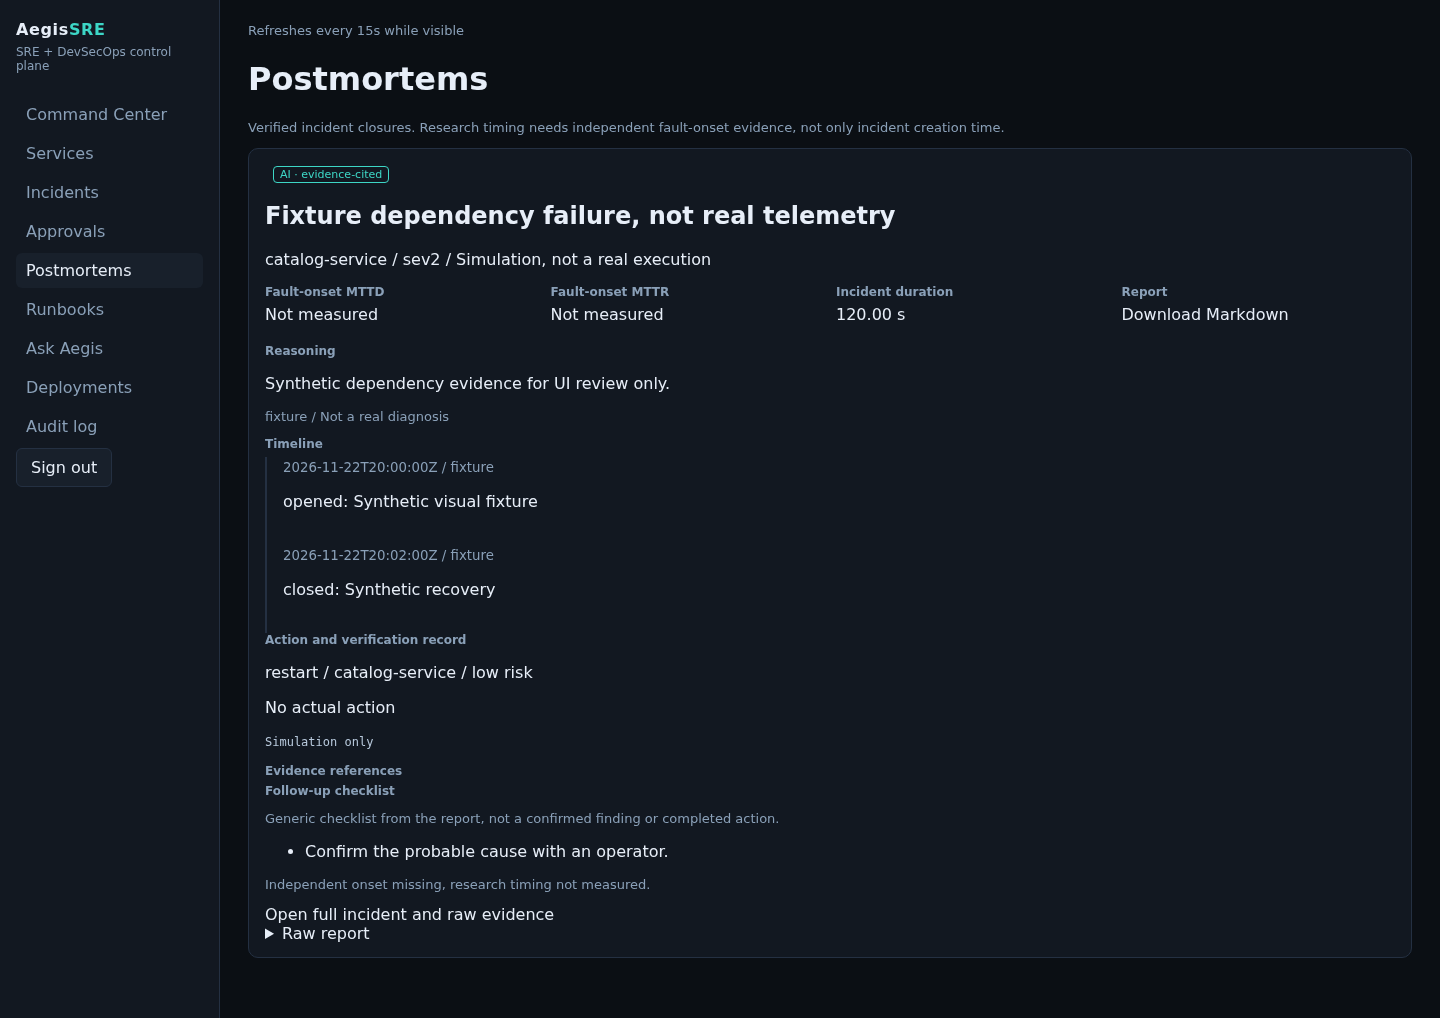 AegisSRE
SRE + DevSecOps control
plane
Command Center
Services
Incidents
Approvals
Postmortems
Runbooks
Ask Aegis
Deployments
Audit log
Sign out
Refreshes every 15s while visible
Postmortems
Verified incident closures. Research timing needs independent fault-onset evidence, not only incident creation time.
AI · evidence-cited
Fixture dependency failure, not real telemetry
catalog-service / sev2 / Simulation, not a real execution
Fault-onset MTTD
Not measured
Fault-onset MTTR
Not measured
Incident duration
120.00 s
Report
Download Markdown
Reasoning
Synthetic dependency evidence for UI review only.
fixture / Not a real diagnosis
Timeline
2026-11-22T20:00:00Z / fixture
opened: Synthetic visual fixture
2026-11-22T20:02:00Z / fixture
closed: Synthetic recovery
Action and verification record
restart / catalog-service / low risk
No actual action
Simulation only
Evidence references
Follow-up checklist
Generic checklist from the report, not a confirmed finding or completed action.
• Confirm the probable cause with an operator.
Independent onset missing, research timing not measured.
Open full incident and raw evidence
▶ Raw report